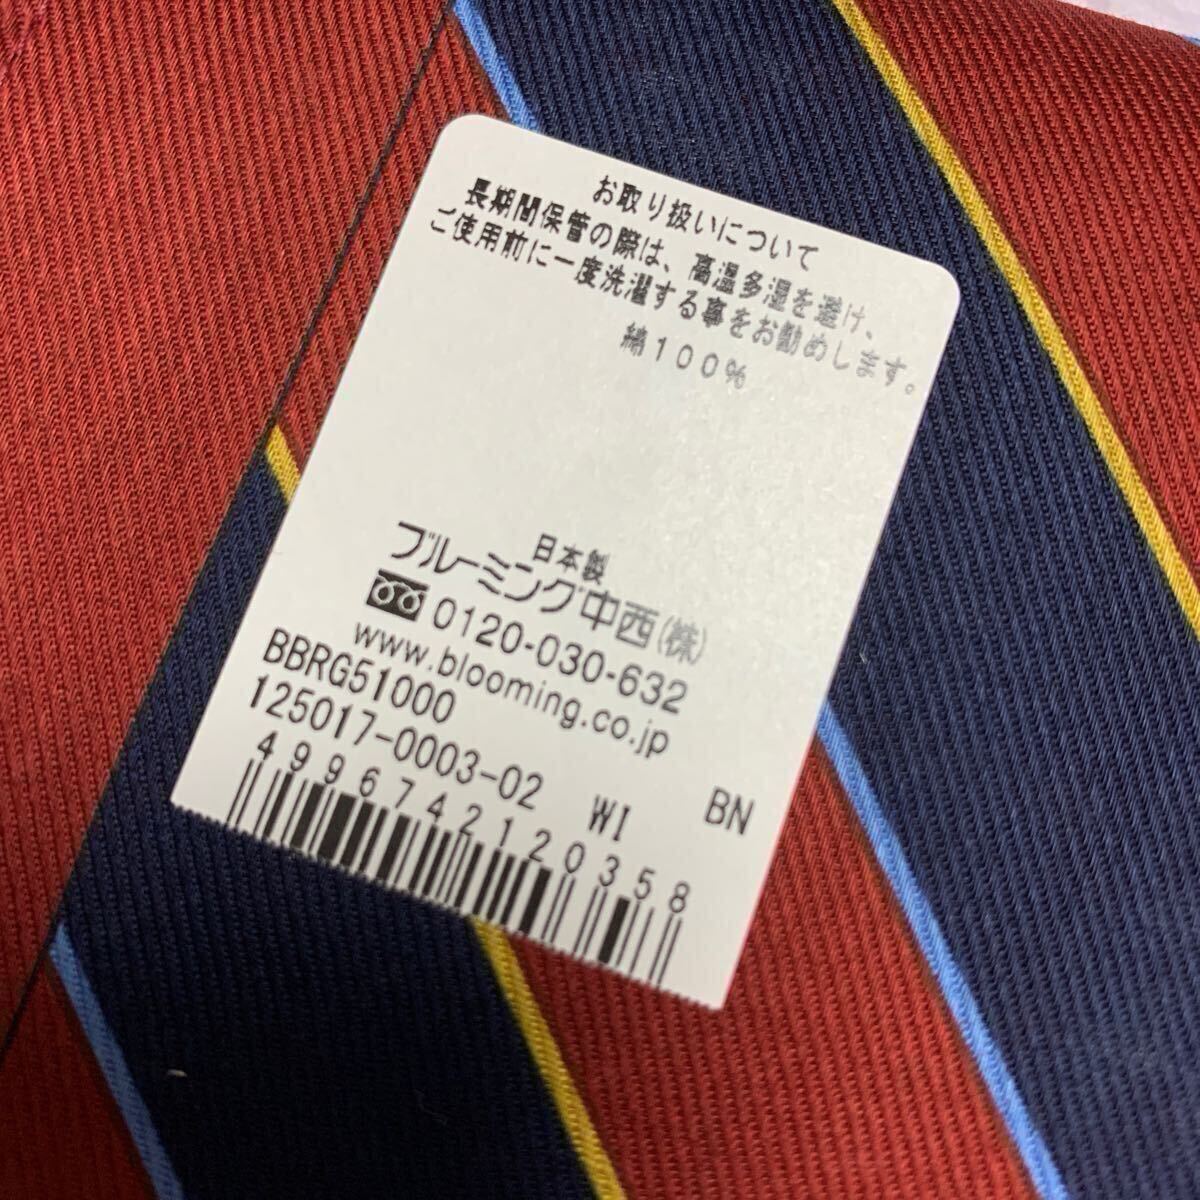 お取り扱いについて
長期間保管の際は、高温多湿を避け、
ご使用前に一度洗濯する事をお勧めします。
綿100%
日本製
ブルーミング中西(株)
0120-030-632
www.blooming.co.jp
BBRG51000
125017-0003-02 WI BN
4996742120358